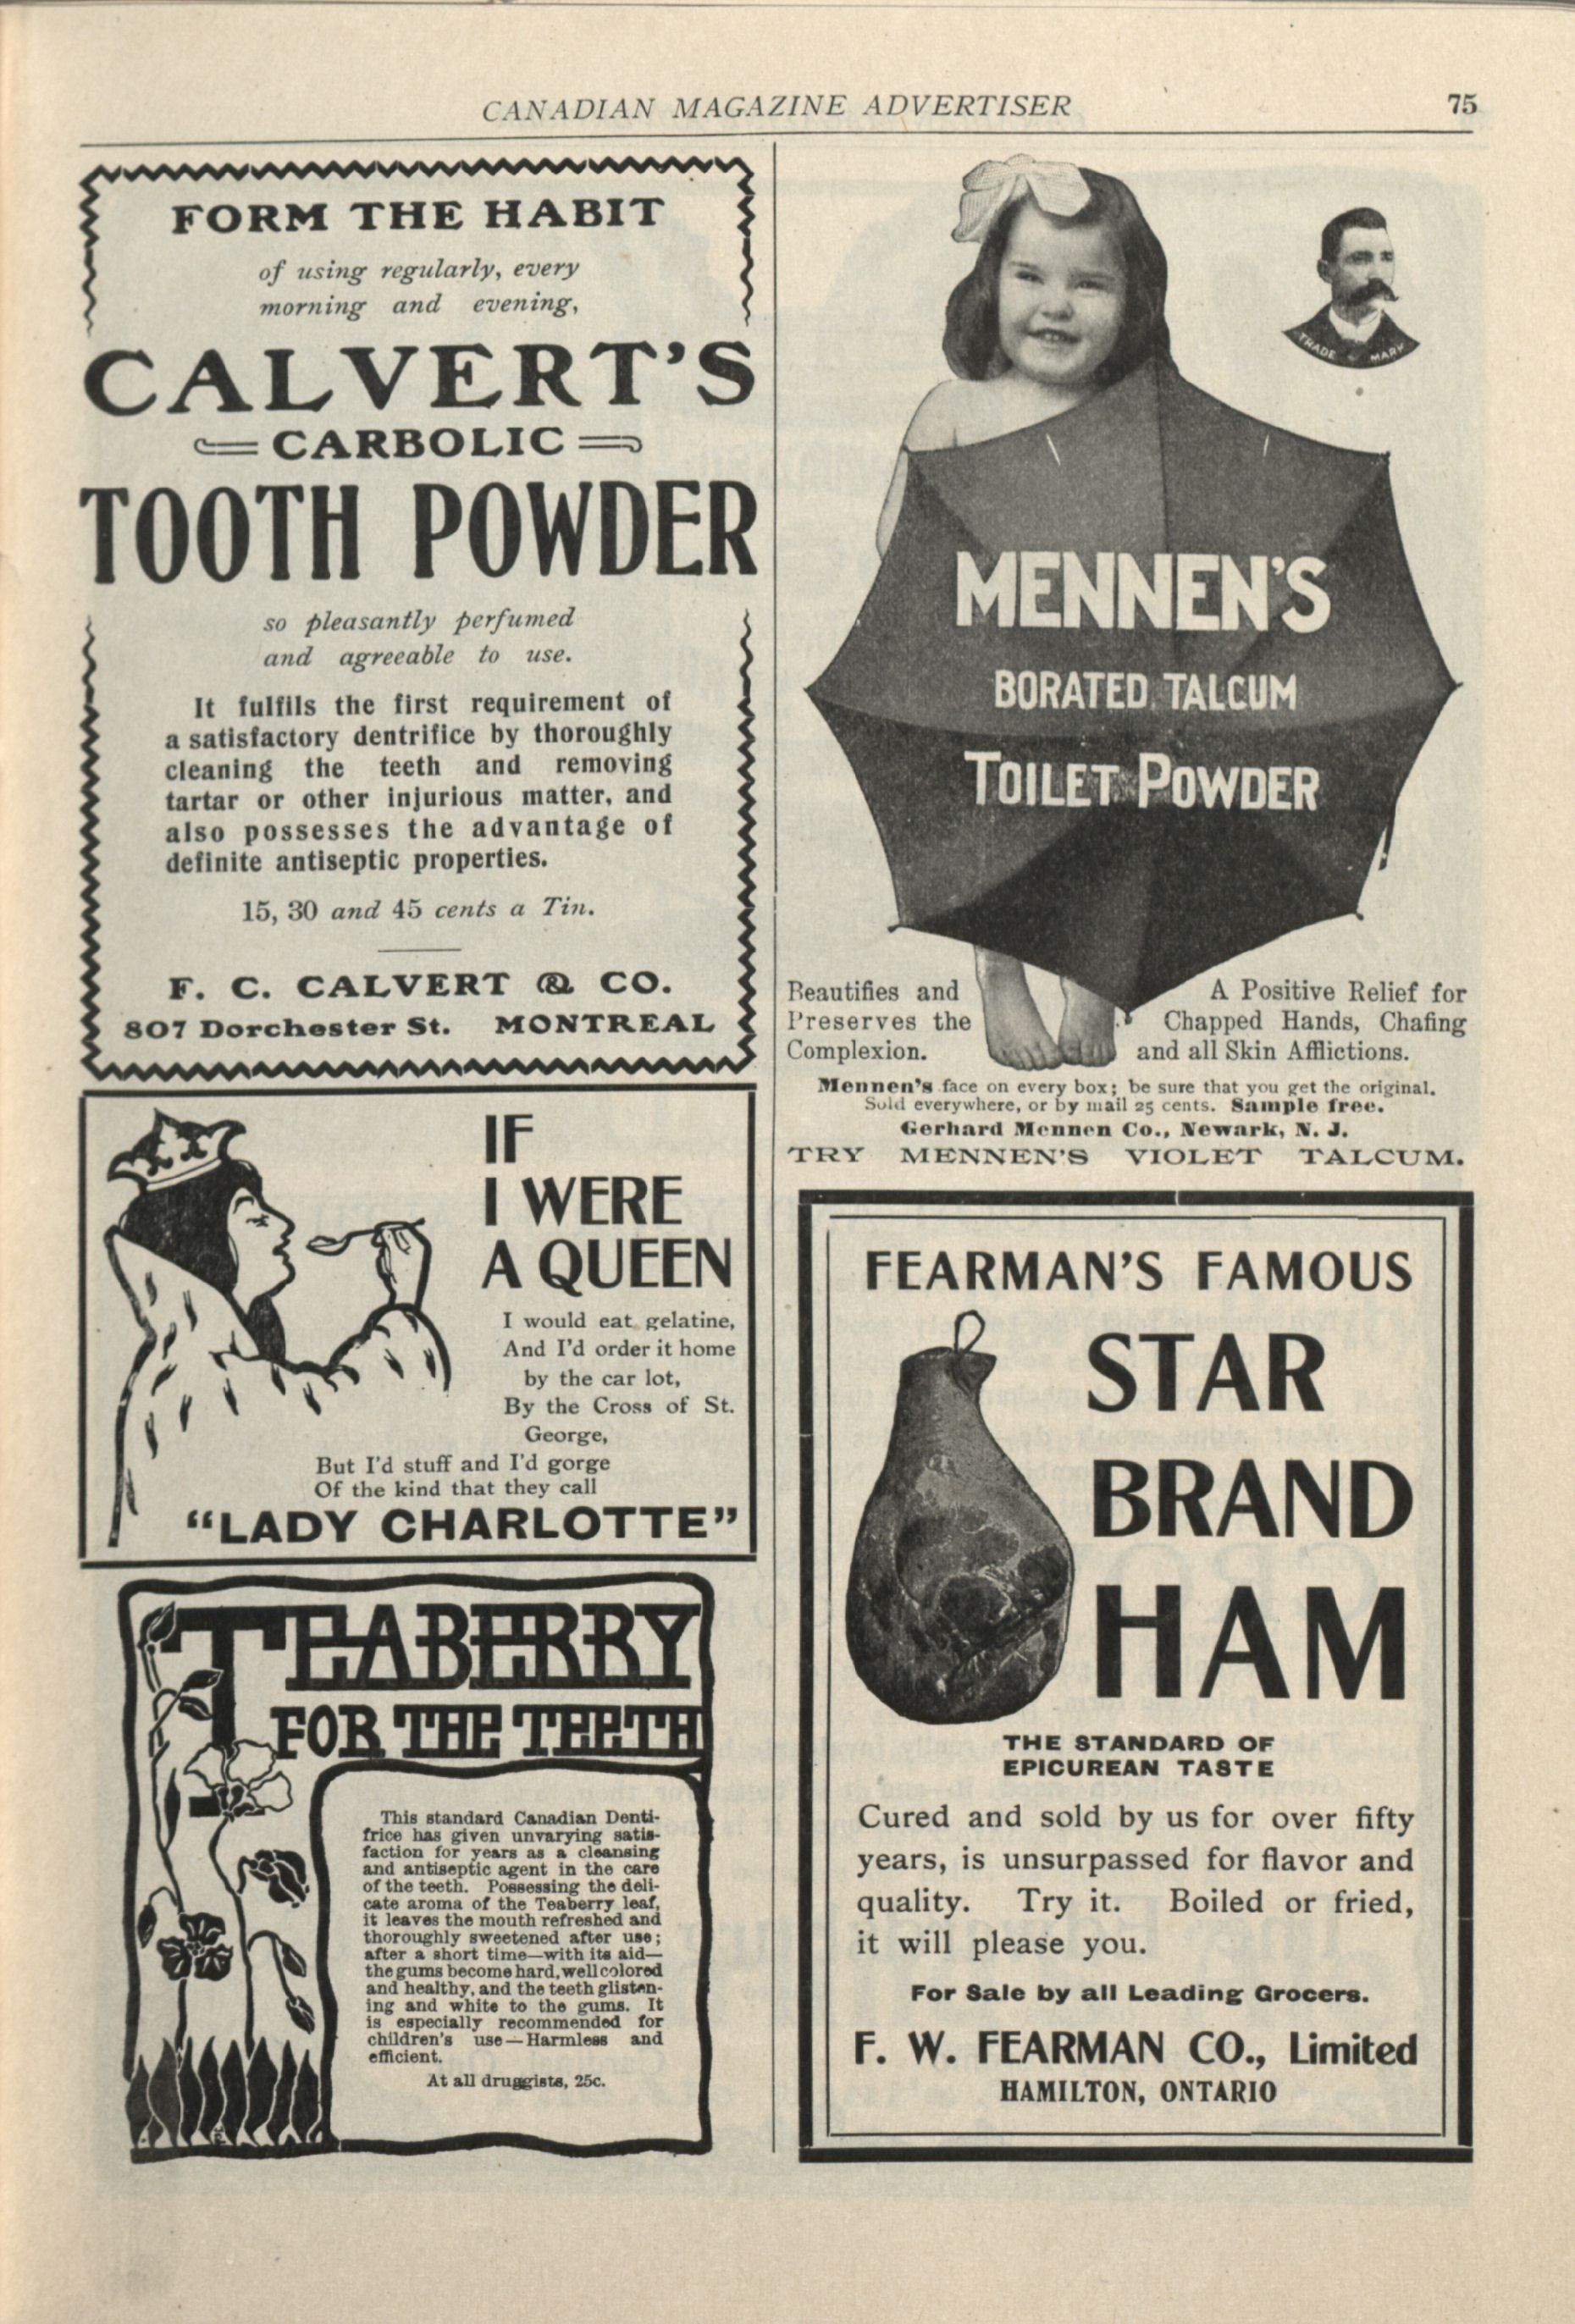 CANADIAN MAGAZINE ADVERTISER
75
FORM THE HABIT
of using regularly, every
morning and evening,
CALVERT'S
CARBOLIC
TOOTH POWDER
so pleasantly perfumed
and agreeable to use.
It fulfils the first requirement of
a satisfactory dentrifice by thoroughly
cleaning the teeth and removing
tartar or other injurious matter, and
also possesses the advantage of
definite antiseptic properties.
15, 30 and 45 cents a Tin.
F. C. CALVERT & CO.
807 Dorchester St. MONTREAL
IF
I WERE
A QUEEN
I would eat gelatine,
And I'd order it home
by the car lot,
By the Cross of St.
George,
But I'd stuff and I'd gorge
Of the kind that they call
"LADY CHARLOTTE"
TEABERRY
FOR THE TEETH
This standard Canadian Denti-
frice has given unvarying satis-
faction for years as a cleansing
and antiseptic agent in the care
of the teeth. Possessing the deli-
cate aroma of the Teaberry leaf,
it leaves the mouth refreshed and
thoroughly sweetened after use;
after a short time—with its aid—
the gums become hard, well colored
and healthy, and the teeth glisten-
ing and white to the gums. It
is especially recommended for
children's use—Harmless and
efficient.
At all druggists, 25c.
TRADE MARK
MENNEN'S
BORATED TALCUM
TOILET POWDER
Beautifies and
Preserves the
Complexion.
A Positive Relief for
Chapped Hands, Chafing
and all Skin Afflictions.
Mennen's face on every box; be sure that you get the original.
Sold everywhere, or by mail 25 cents. Sample free.
Gerhard Mennen Co., Newark, N. J.
TRY MENNEN'S VIOLET TALCUM.
FEARMAN'S FAMOUS
STAR
BRAND
HAM
THE STANDARD OF
EPICUREAN TASTE
Cured and sold by us for over fifty
years, is unsurpassed for flavor and
quality. Try it. Boiled or fried,
it will please you.
For Sale by all Leading Grocers.
F. W. FEARMAN CO., Limited
HAMILTON, ONTARIO